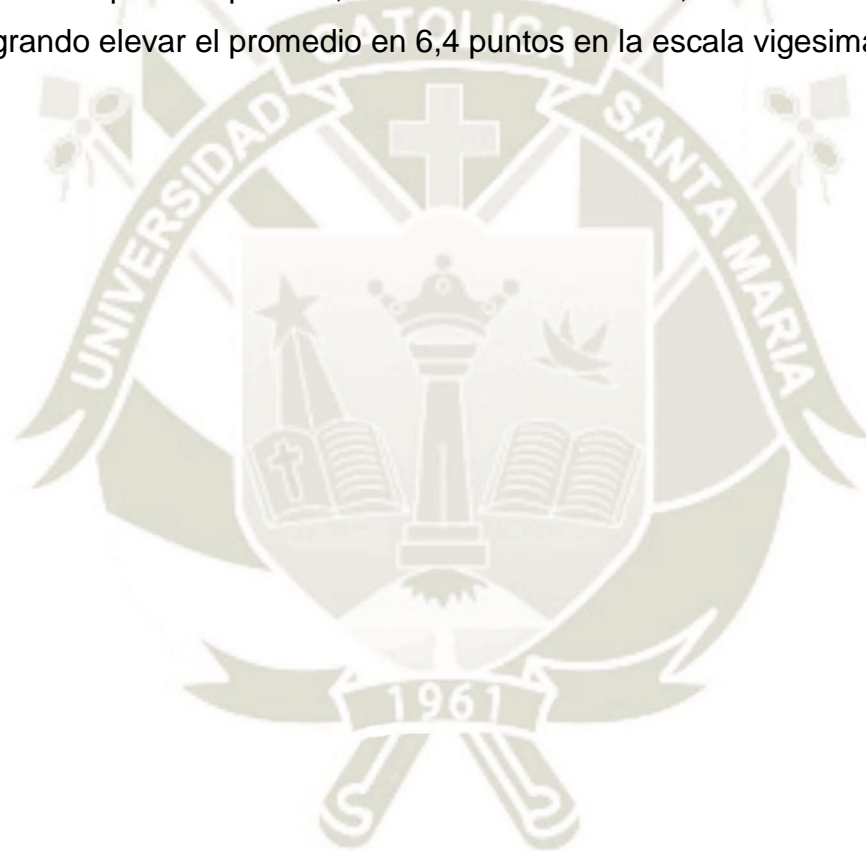 grando elevar el promedio en 6,4 puntos en la escala vigesima
CATOLICA
UNIVERSIDAD
SANTA MARIA
1961